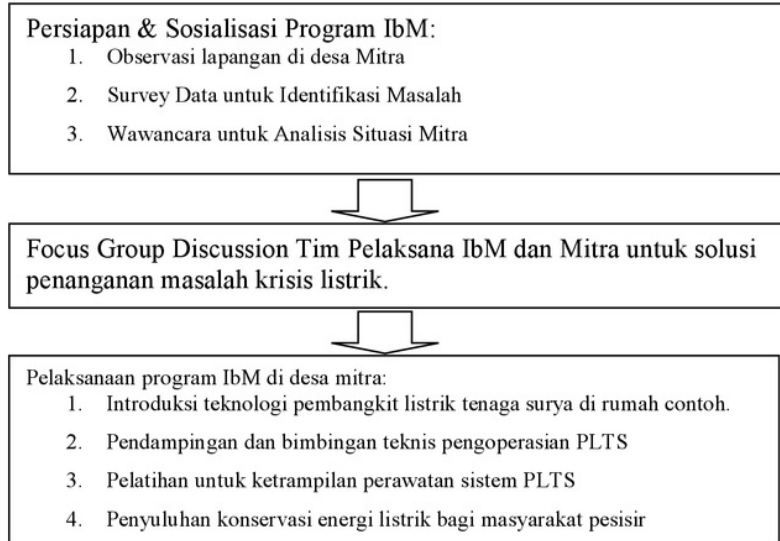 Persiapan & Sosialisasi Program IbM:
1. Observasi lapangan di desa Mitra
2. Survey Data untuk Identifikasi Masalah
3. Wawancara untuk Analisis Situasi Mitra
Focus Group Discussion Tim Pelaksana IbM dan Mitra untuk solusi
penanganan masalah krisis listrik.
Pelaksanaan program IbM di desa mitra:
1. Introduksi teknologi pembangkit listrik tenaga surya di rumah contoh.
2. Pendampingan dan bimbingan teknis pengoperasian PLTS
3. Pelatihan untuk ketrampilan perawatan sistem PLTS
4. Penyuluhan konservasi energi listrik bagi masyarakat pesisir